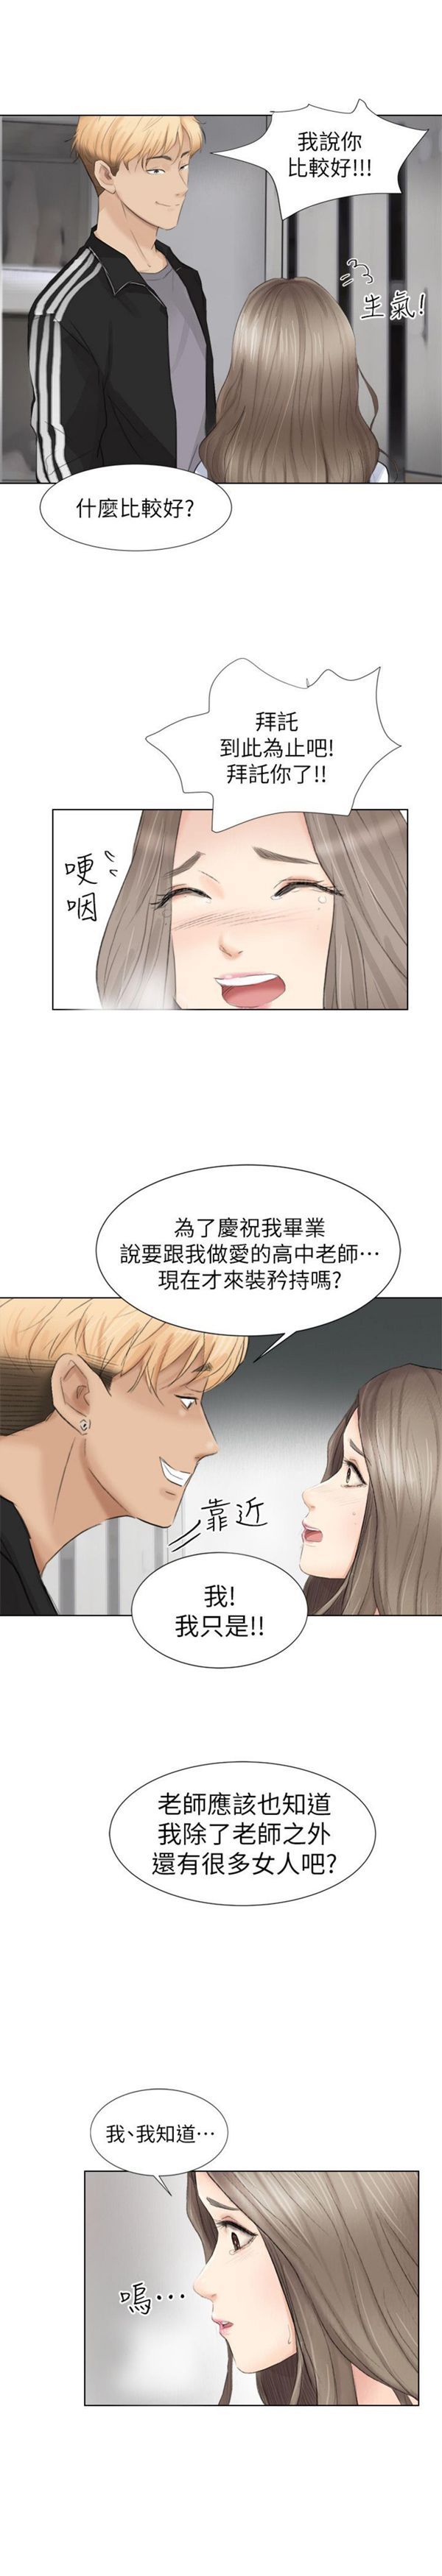 我說你
比較好!!!
生氣!
什麼比較好?
拜託
到此為止吧!
拜託你了!!
哽
咽
為了慶祝我畢業
說要跟我做愛的高中老師…
現在才來裝矜持嗎?
靠近
我!
我只是!!
老師應該也知道
我除了老師之外
還有很多女人吧?
我、我知道…
嗚…